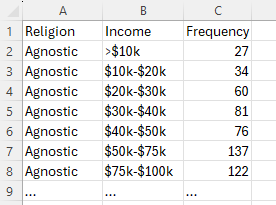 A B C
1 Religion Income Frequency
2 Agnostic >$10k 27
3 Agnostic $10k-$20k 34
4 Agnostic $20k-$30k 60
5 Agnostic $30k-$40k 81
6 Agnostic $40k-$50k 76
7 Agnostic $50k-$75k 137
8 Agnostic $75k-$100k 122
9 ... ... ...